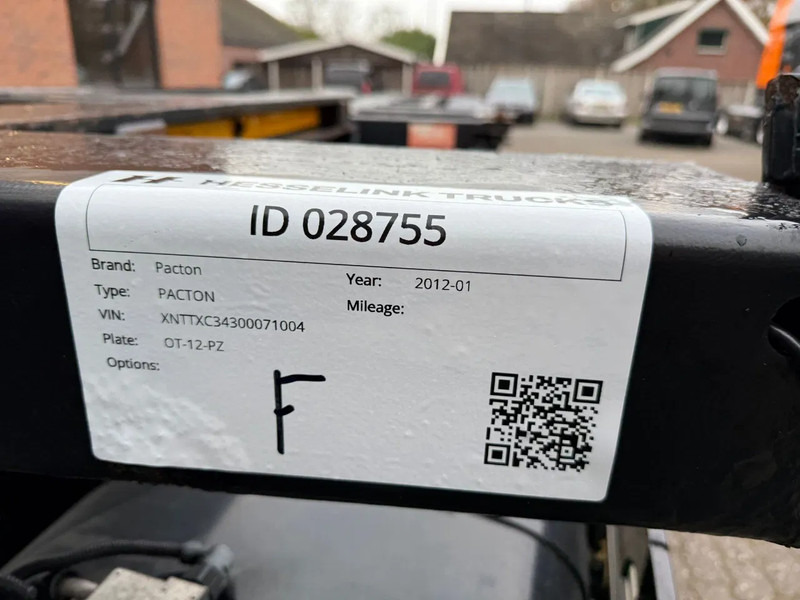 H HESSELINK TRUCKS
ID 028755
Brand: Pacton
Type: PACTON
VIN: XNTTXC34300071004
Plate: OT-12-PZ
Options:
Year: 2012-01
Mileage:
F